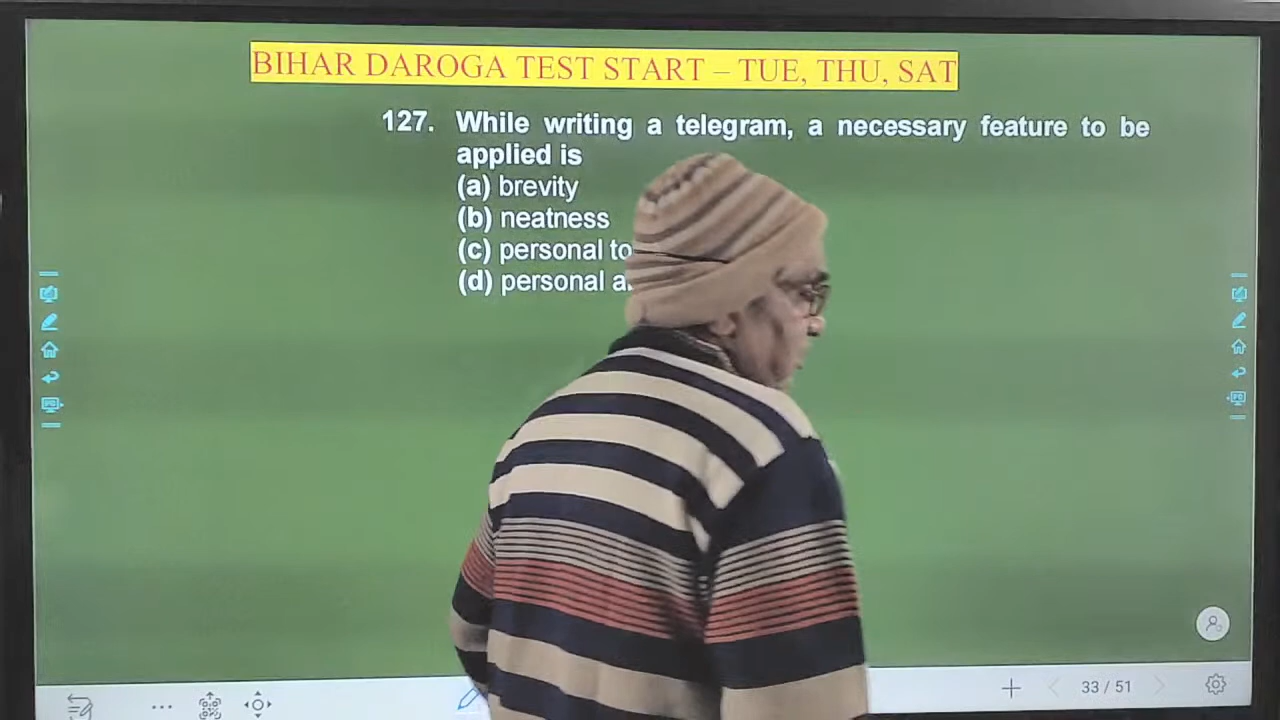 BIHAR DAROGA TEST START – TUE, THU, SAT
127. While writing a telegram, a necessary feature to be
applied is
(a) brevity
(b) neatness
(c) personal
(d) personal
33 / 51